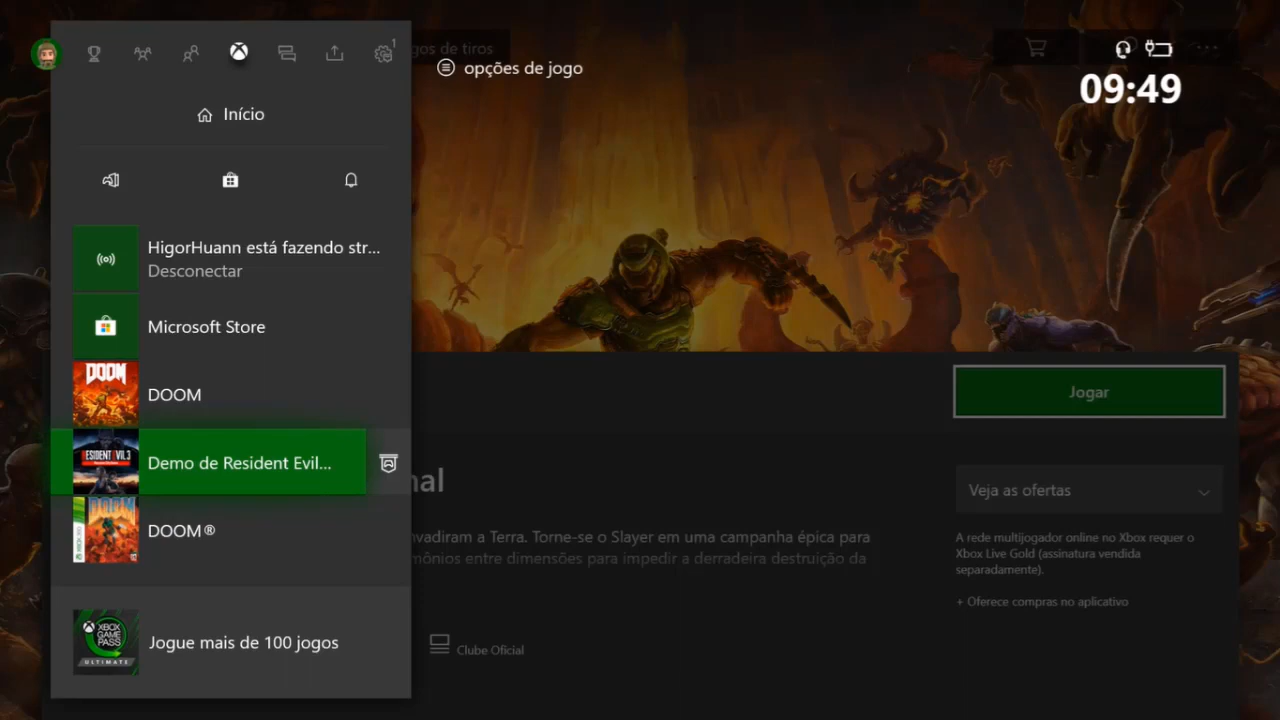 1
gos de tiros
opções de jogo
09:49
Início
HigorHuann está fazendo str...
Desconectar
Microsoft Store
DOOM
DOOM
Jogar
RESIDENT EVIL 3
Demo de Resident Evil...
nal
Veja as ofertas
DOOM
DOOM®
nvadiram a Terra. Torne-se o Slayer em uma campanha épica para
mônios entre dimensões para impedir a derradeira destruição da
A rede multijogador online no Xbox requer o
Xbox Live Gold (assinatura vendida
separadamente).
+ Oferece compras no aplicativo
XBOX
GAME
PASS
ULTIMATE
Jogue mais de 100 jogos
Clube Oficial